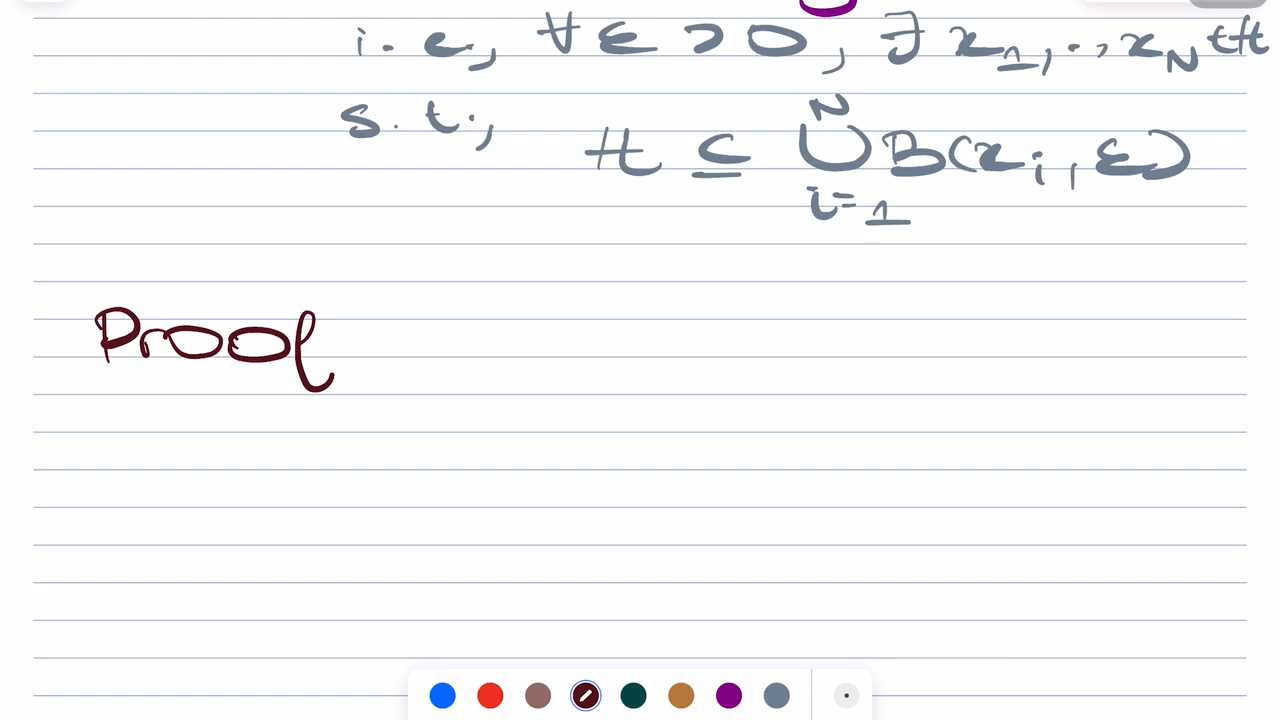 i.e, ∀ε > 0, ∃ x₁, .., x_N ∈ H
s.t., H ⊆ ⋃_{i=1}^{N} B(x_i, ε)
Proof